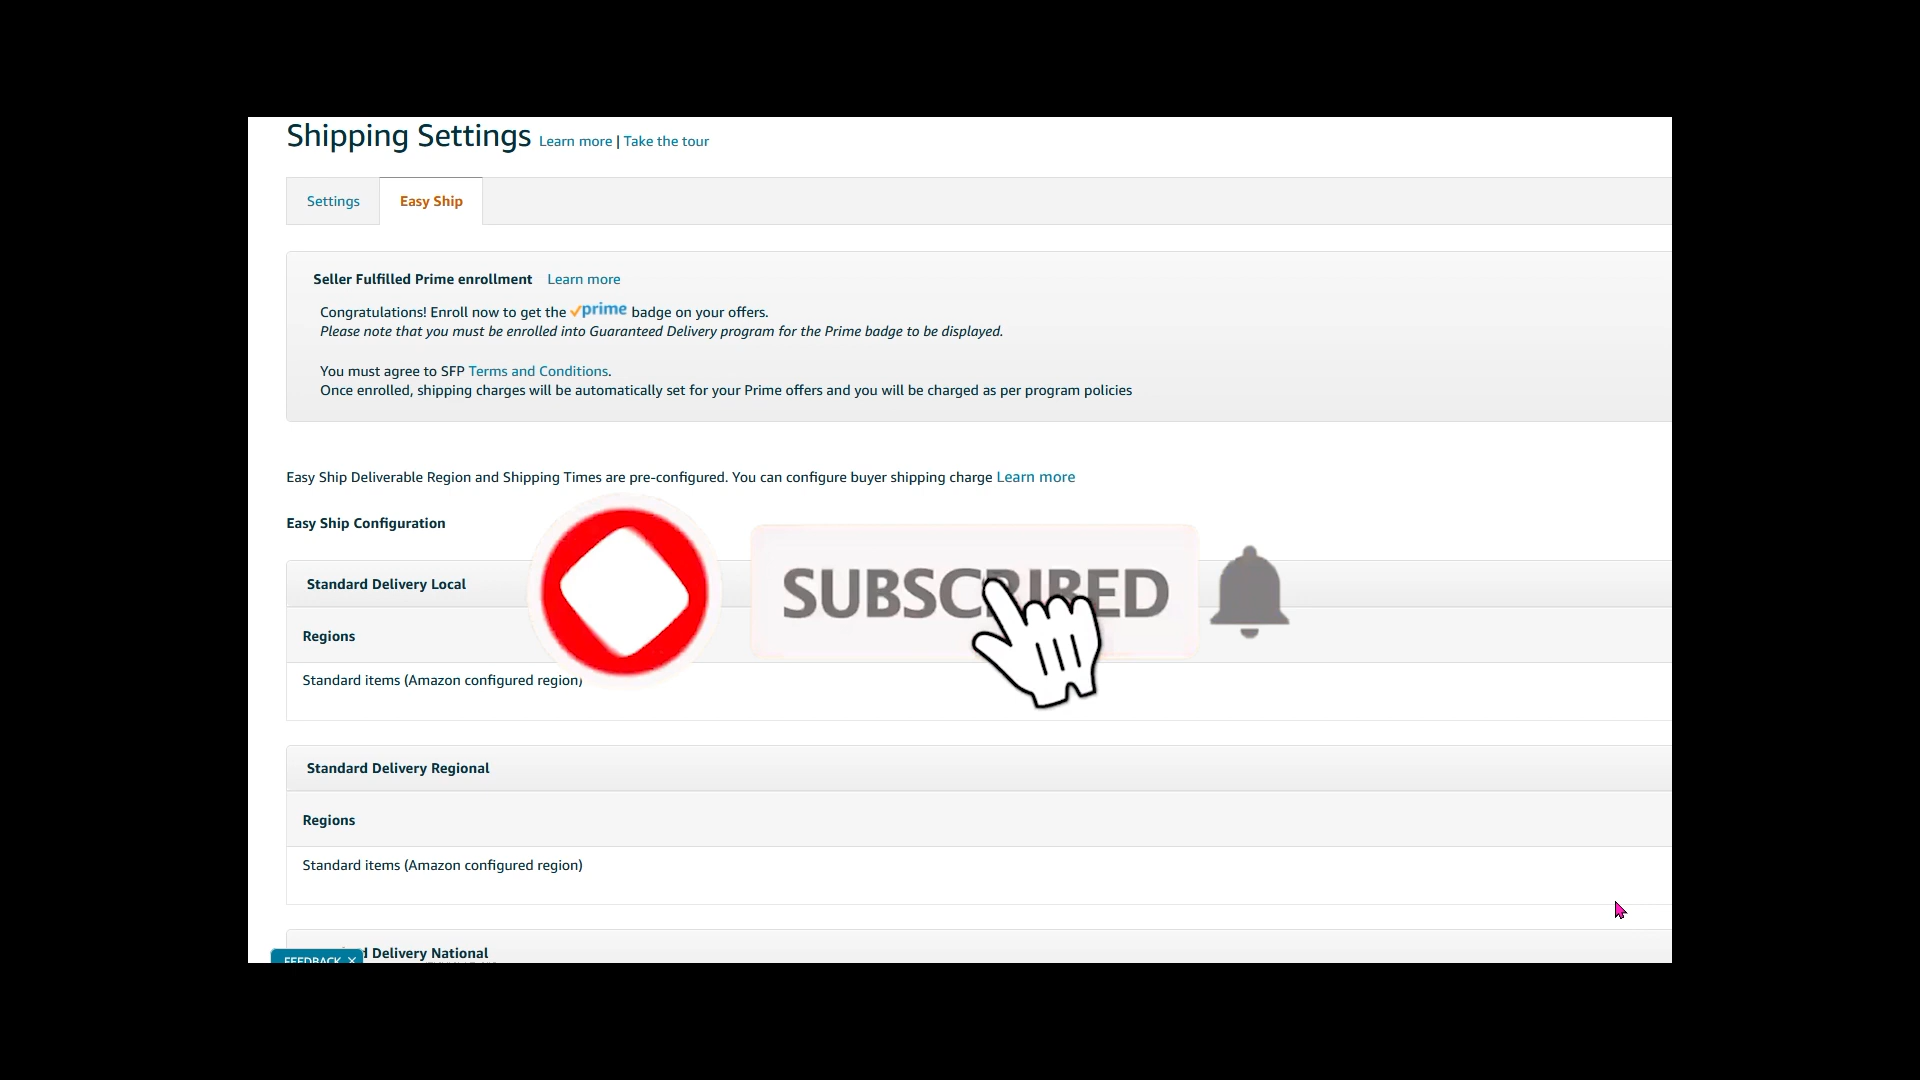 Shipping Settings Learn more | Take the tour
Settings Easy Ship
Seller Fulfilled Prime enrollment Learn more
Congratulations! Enroll now to get the prime badge on your offers.
Please note that you must be enrolled into Guaranteed Delivery program for the Prime badge to be displayed.
You must agree to SFP Terms and Conditions.
Once enrolled, shipping charges will be automatically set for your Prime offers and you will be charged as per program policies
Easy Ship Deliverable Region and Shipping Times are pre-configured. You can configure buyer shipping charge Learn more
Easy Ship Configuration
Standard Delivery Local
SUBSCRIBED
Regions
Standard items (Amazon configured region)
Standard Delivery Regional
Regions
Standard items (Amazon configured region)
Delivery National
FEEDBACK ×